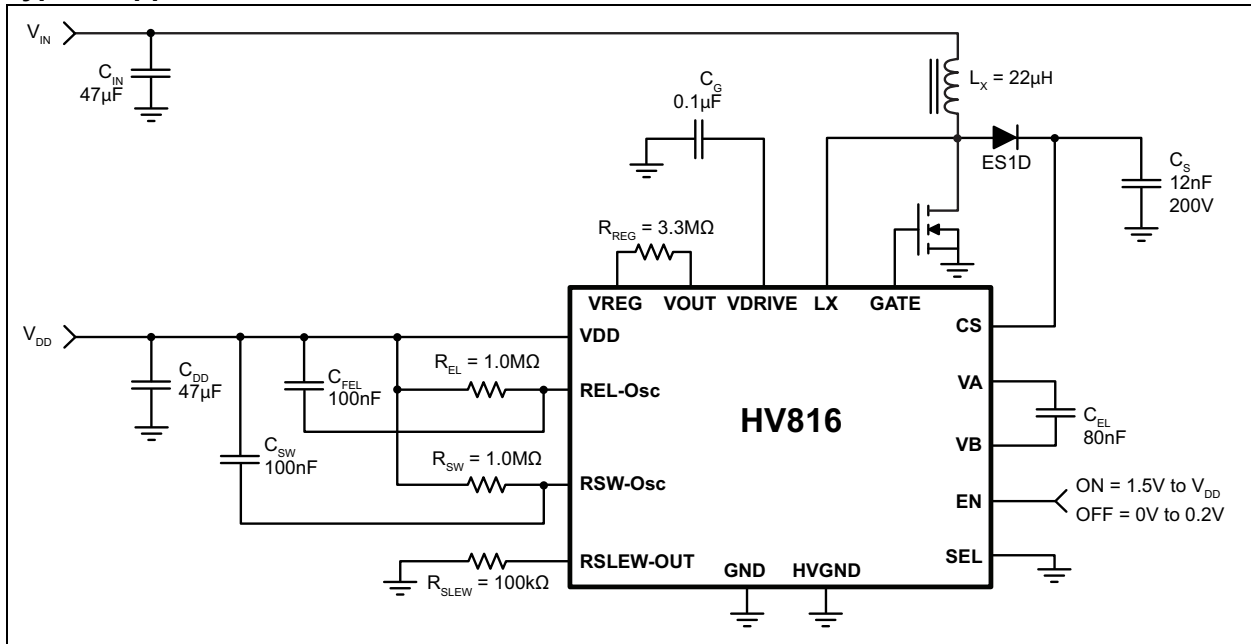 V_IN
C_IN
47µF
C_G
0.1µF
L_X = 22µH
ES1D
C_S
12nF
200V
R_REG = 3.3MΩ
VREG VOUT VDRIVE LX GATE
V_DD
VDD
CS
C_DD
47µF
C_FEL
100nF
R_EL = 1.0MΩ
REL-Osc
VA
HV816
C_EL
80nF
VB
C_SW
100nF
R_SW = 1.0MΩ
RSW-Osc
EN
ON = 1.5V to V_DD
OFF = 0V to 0.2V
R_SLEW = 100kΩ
RSLEW-OUT
GND HVGND
SEL